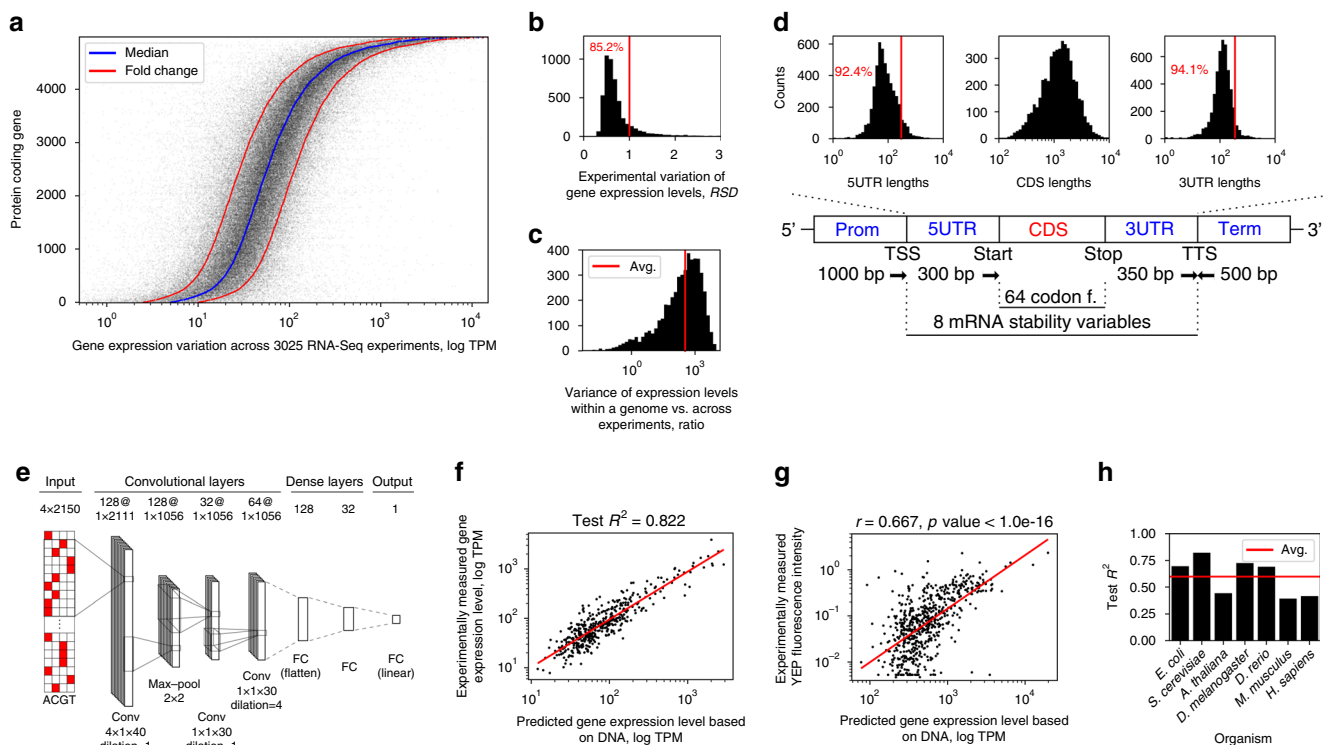 a
Median
Fold change
Protein coding gene
4000
3000
2000
1000
0
10^0
10^1
10^2
10^3
10^4
Gene expression variation across 3025 RNA-Seq experiments, log TPM
b
85.2%
1000
500
0
0
1
2
3
Experimental variation of
gene expression levels, RSD
c
Avg.
400
300
200
100
0
10^0
10^3
Variance of expression levels
within a genome vs. across
experiments, ratio
d
Counts
600
400
200
0
92.4%
10^0
10^2
10^4
5UTR lengths
300
200
100
0
10^2
10^3
10^4
CDS lengths
600
400
200
0
94.1%
10^0
10^2
10^4
3UTR lengths
5'
Prom
5UTR
CDS
3UTR
Term
3'
TSS
Start
Stop
TTS
1000 bp
300 bp
350 bp
500 bp
64 codon f.
8 mRNA stability variables
e
Input
Convolutional layers
Dense layers
Output
4×2150
128@
1×2111
128@
1×1056
32@
1×1056
64@
1×1056
128
32
1
ACGT
Conv
4×1×40
dilation=1
Max–pool
2×2
Conv
1×1×30
dilation=1
Conv
1×1×30
dilation=4
FC
(flatten)
FC
FC
(linear)
f
Test R² = 0.822
Experimentally measured gene
expression level, log TPM
10^3
10^2
10^1
10^1
10^2
10^3
Predicted gene expression level based
on DNA, log TPM
g
r = 0.667, p value < 1.0e-16
Experimentally measured
YEP fluorescence intensity
10^0
10^-1
10^-2
10^2
10^3
10^4
Predicted gene expression level based
on DNA, log TPM
h
Test R²
1.00
0.75
0.50
0.25
0.00
Avg.
E. coli
S. cerevisiae
A. thaliana
D. melanogaster
D. rerio
M. musculus
H. sapiens
Organism